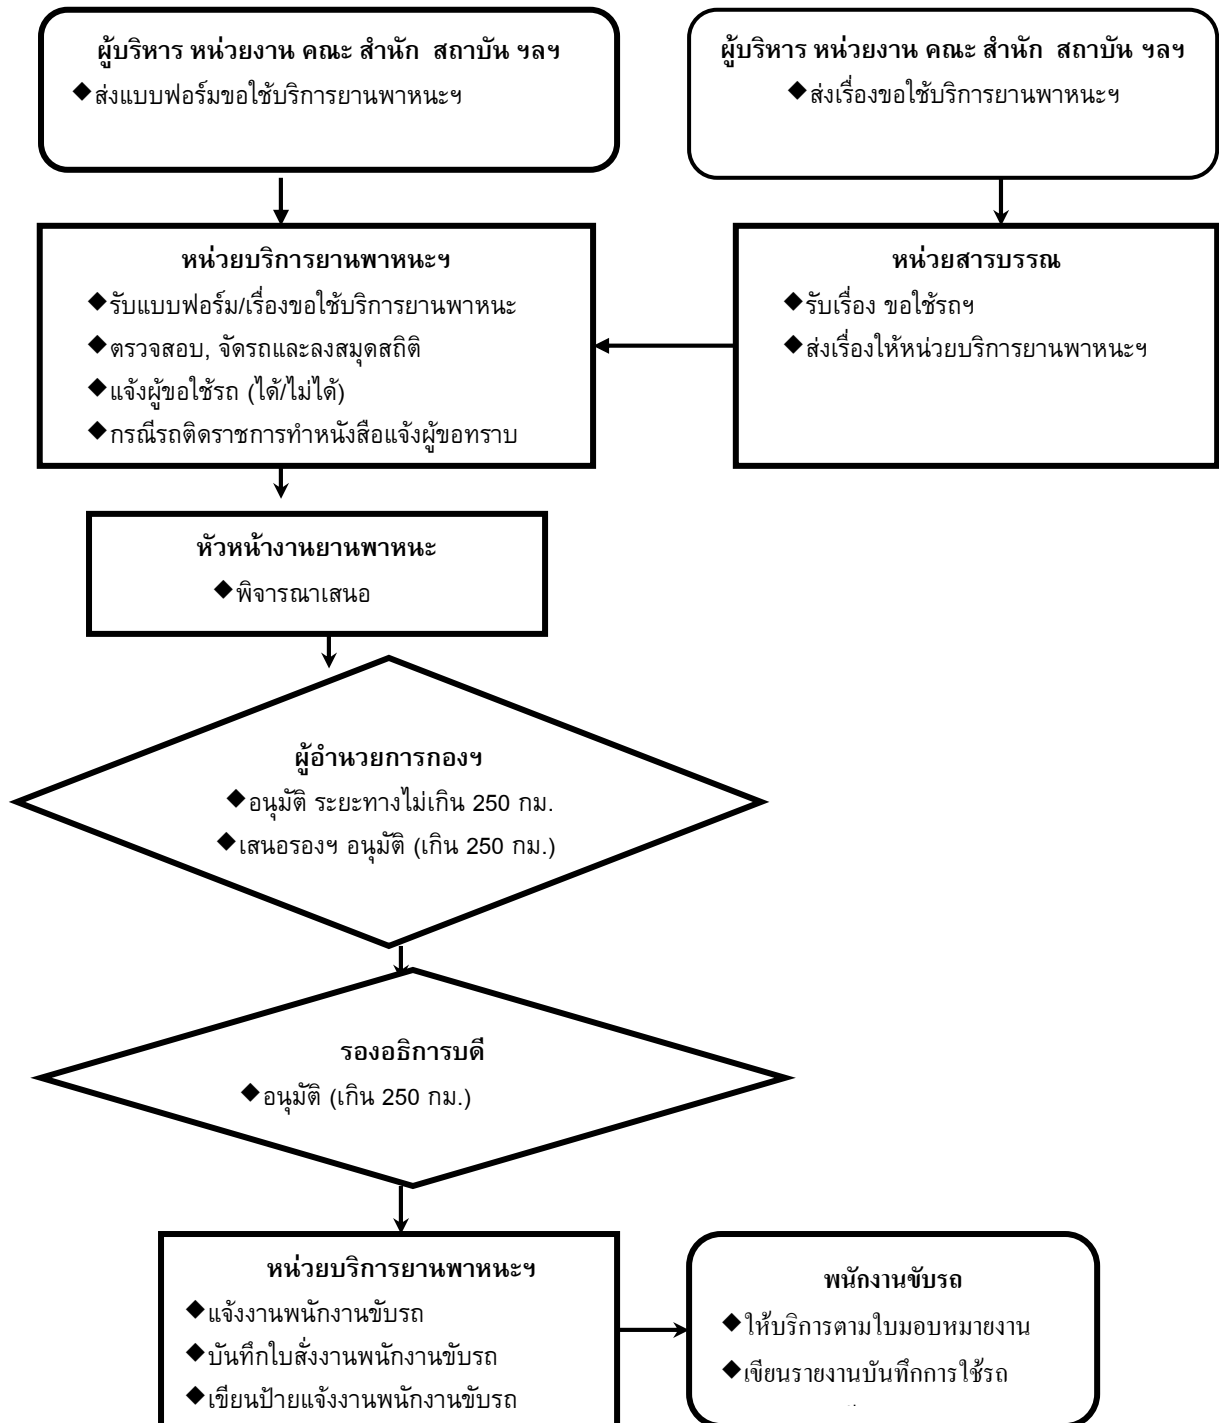 ผู้บริหาร หน่วยงาน คณะ สำนัก สถาบัน ฯลฯ
◆ส่งแบบฟอร์มขอใช้บริการยานพาหนะฯ
ผู้บริหาร หน่วยงาน คณะ สำนัก สถาบัน ฯลฯ
◆ส่งเรื่องขอใช้บริการยานพาหนะฯ
หน่วยบริการยานพาหนะฯ
◆รับแบบฟอร์ม/เรื่องขอใช้บริการยานพาหนะ
◆ตรวจสอบ, จัดรถและลงสมุดสถิติ
◆แจ้งผู้ขอใช้รถ (ได้/ไม่ได้)
◆กรณีรถติดราชการทำหนังสือแจ้งผู้ขอทราบ
หน่วยสารบรรณ
◆รับเรื่อง ขอใช้รถฯ
◆ส่งเรื่องให้หน่วยบริการยานพาหนะฯ
หัวหน้างานยานพาหนะ
◆พิจารณาเสนอ
ผู้อำนวยการกองฯ
◆อนุมัติ ระยะทางไม่เกิน 250 กม.
◆เสนอรองฯ อนุมัติ (เกิน 250 กม.)
รองอธิการบดี
◆อนุมัติ (เกิน 250 กม.)
หน่วยบริการยานพาหนะฯ
◆แจ้งงานพนักงานขับรถ
◆บันทึกใบสั่งงานพนักงานขับรถ
◆เขียนป้ายแจ้งงานพนักงานขับรถ
พนักงานขับรถ
◆ให้บริการตามใบมอบหมายงาน
◆เขียนรายงานบันทึกการใช้รถ